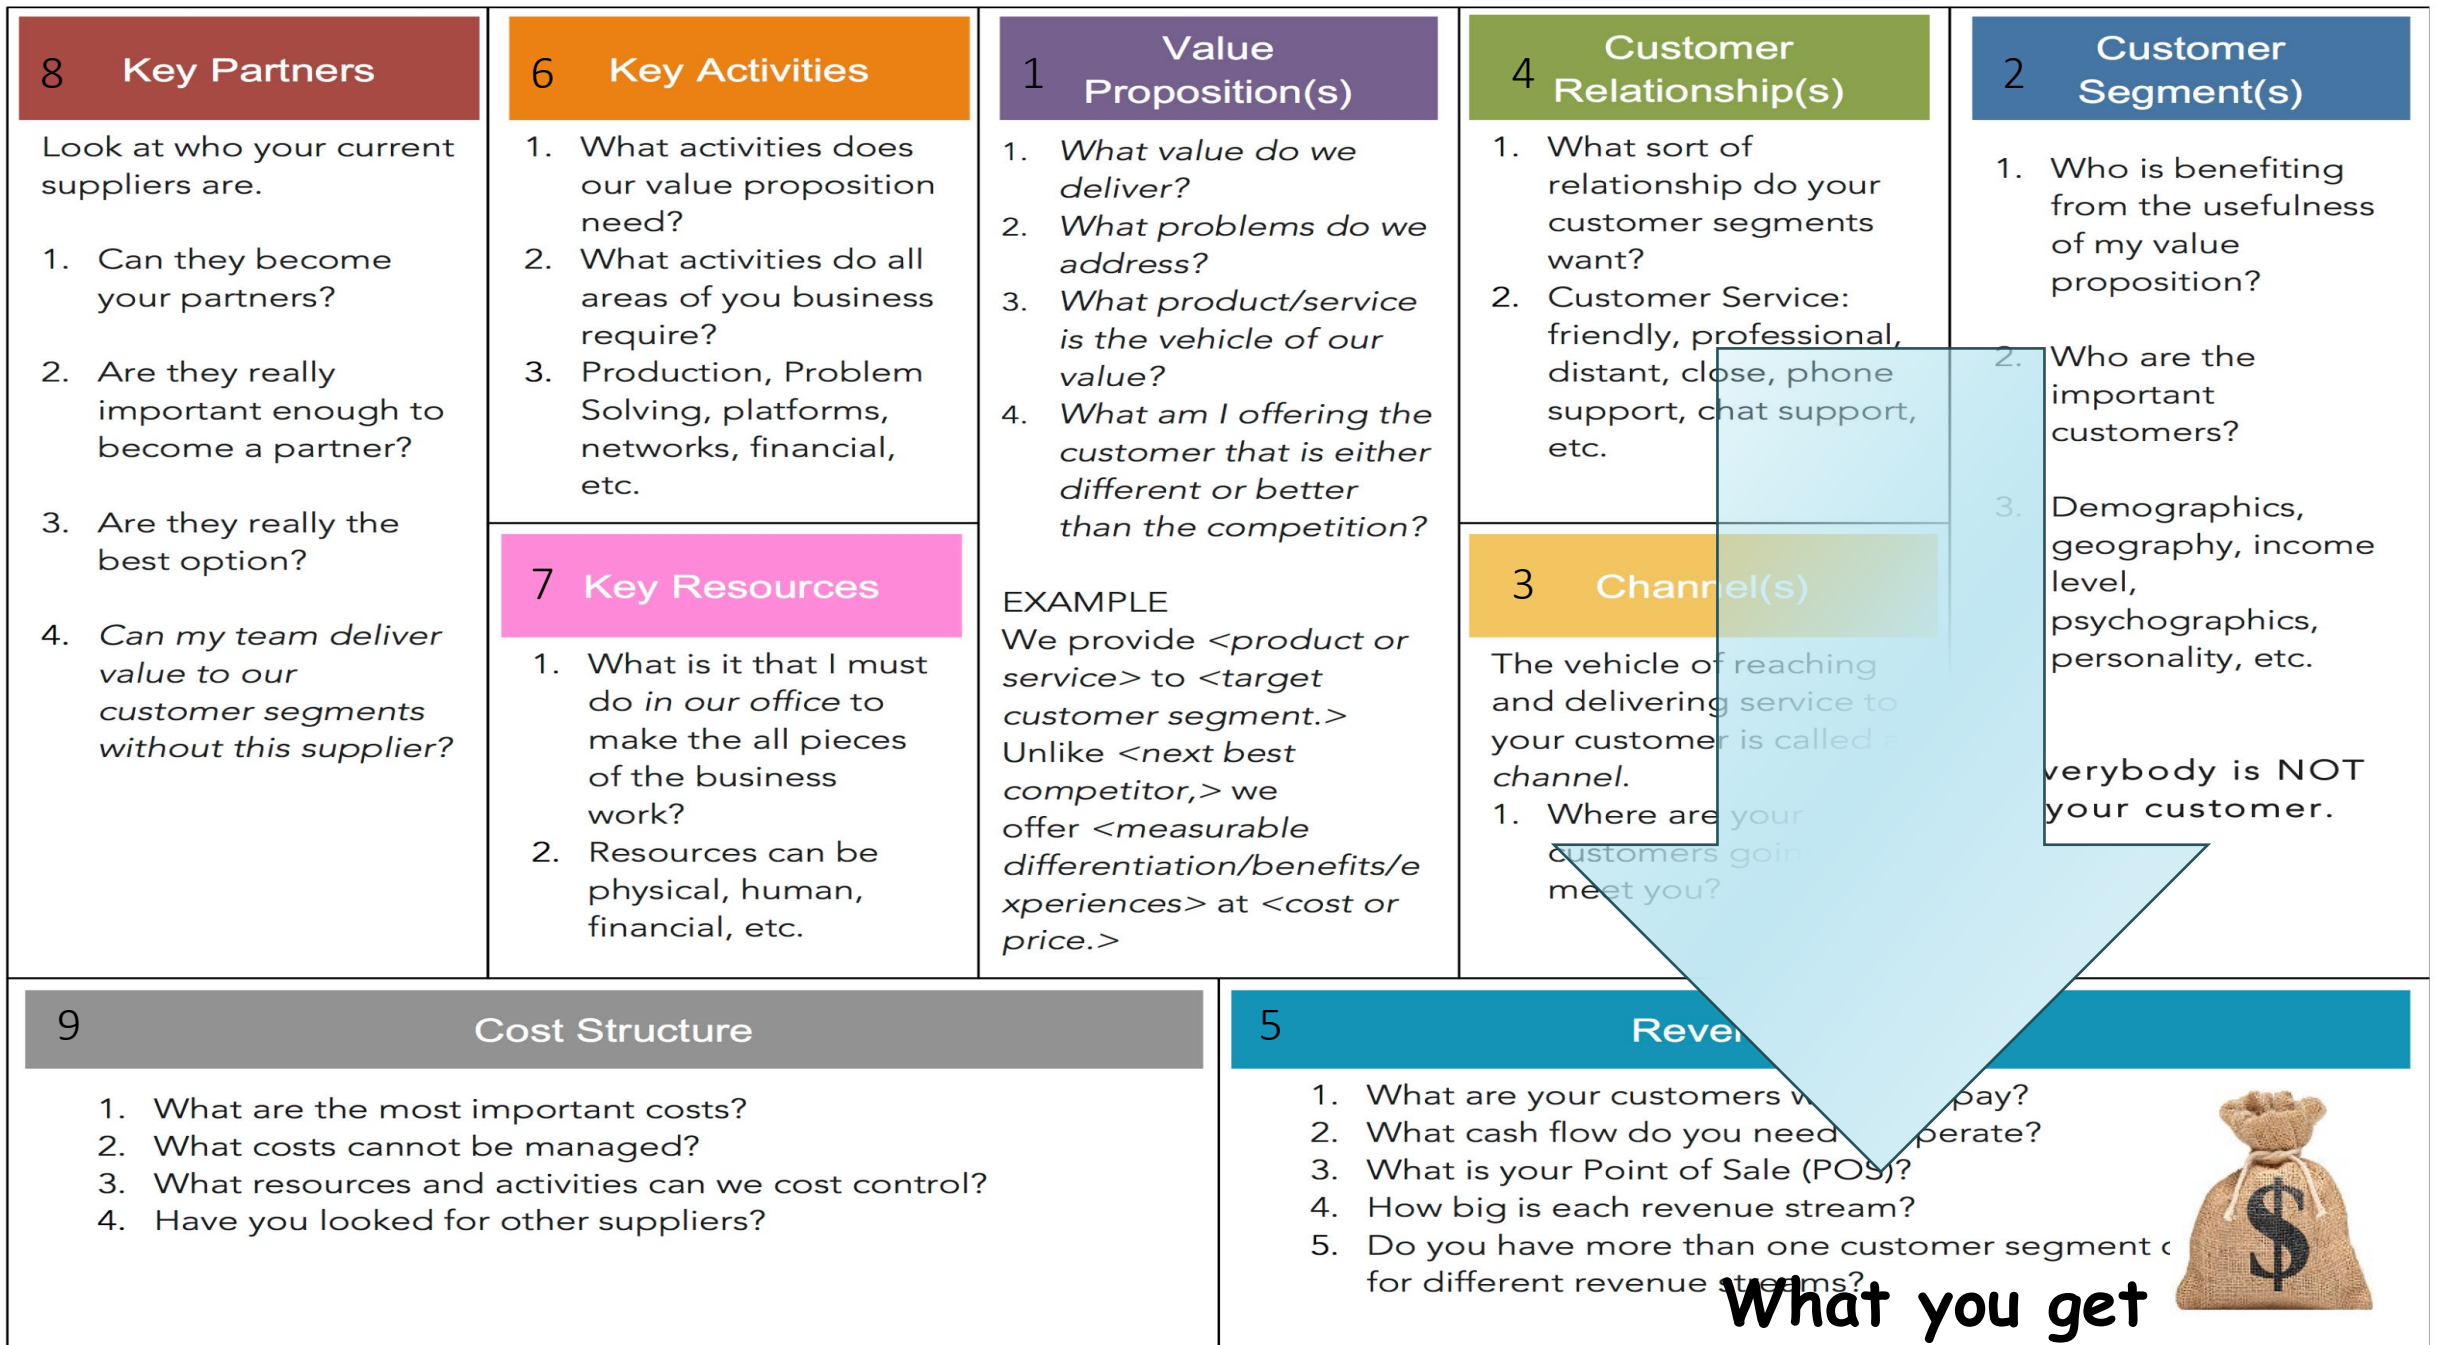 8 Key Partners
Look at who your current
suppliers are.
1. Can they become
your partners?
2. Are they really
important enough to
become a partner?
3. Are they really the
best option?
4. Can my team deliver
value to our
customer segments
without this supplier?
6 Key Activities
1. What activities does
our value proposition
need?
2. What activities do all
areas of you business
require?
3. Production, Problem
Solving, platforms,
networks, financial,
etc.
7 Key Resources
1. What is it that I must
do in our office to
make the all pieces
of the business
work?
2. Resources can be
physical, human,
financial, etc.
1 Value
Proposition(s)
1. What value do we
deliver?
2. What problems do we
address?
3. What product/service
is the vehicle of our
value?
4. What am I offering the
customer that is either
different or better
than the competition?
EXAMPLE
We provide <product or
service> to <target
customer segment.>
Unlike <next best
competitor,> we
offer <measurable
differentiation/benefits/e
xperiences> at <cost or
price.>
4 Customer
Relationship(s)
1. What sort of
relationship do your
customer segments
want?
2. Customer Service:
friendly, professional,
distant, close, phone
support, chat support,
etc.
3 Channel(s)
The vehicle of reaching
and delivering service to
your customer is called a
channel.
1. Where are your
customers goin
meet you?
2 Customer
Segment(s)
1. Who is benefiting
from the usefulness
of my value
proposition?
2. Who are the
important
customers?
3. Demographics,
geography, income
level,
psychographics,
personality, etc.
verybody is NOT
your customer.
9 Cost Structure
1. What are the most important costs?
2. What costs cannot be managed?
3. What resources and activities can we cost control?
4. Have you looked for other suppliers?
5 Reve
1. What are your customers pay?
2. What cash flow do you need perate?
3. What is your Point of Sale (POS)?
4. How big is each revenue stream?
5. Do you have more than one customer segment
for different revenue streams?
What you get
$